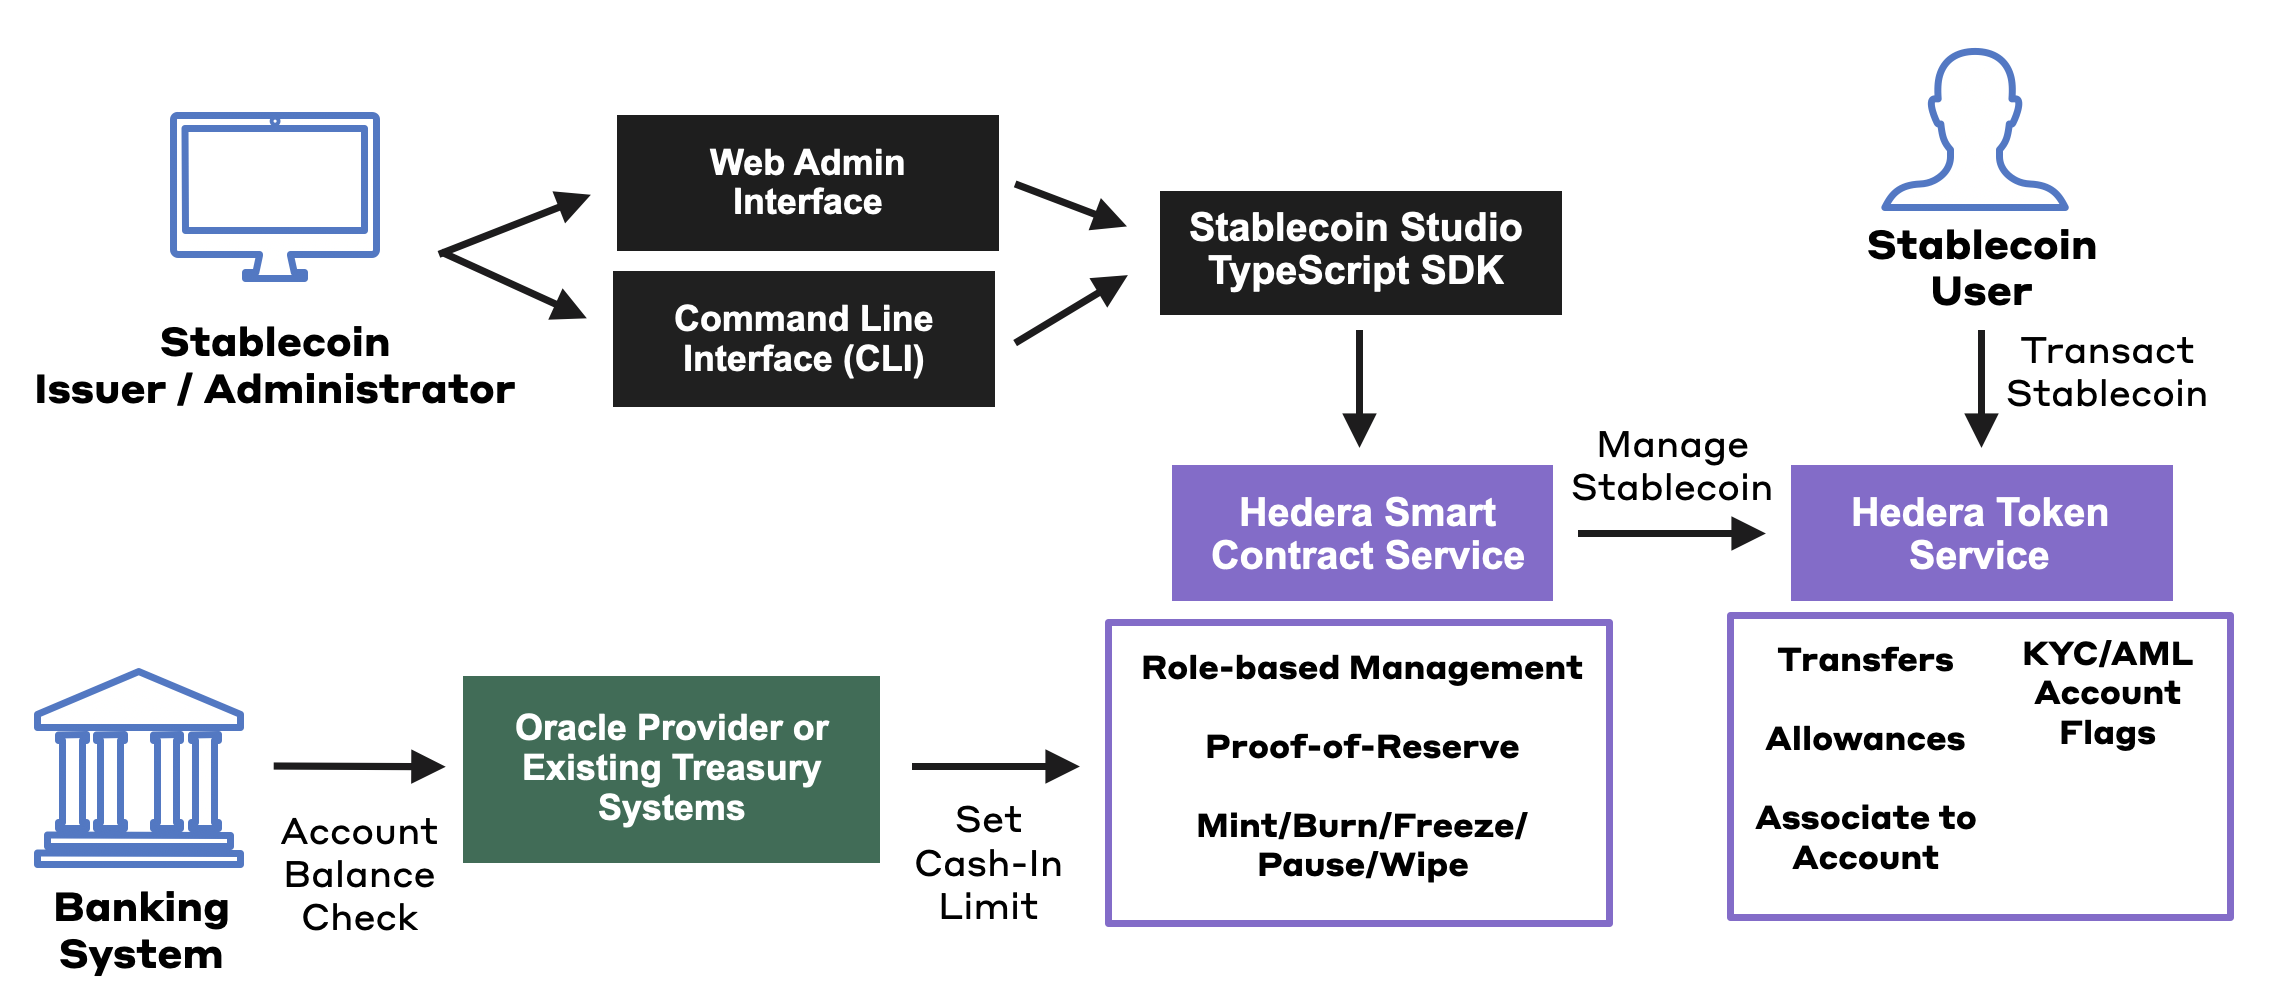 Stablecoin
Issuer / Administrator
Web Admin
Interface
Command Line
Interface (CLI)
Stablecoin Studio
TypeScript SDK
Stablecoin
User
Transact
Stablecoin
Manage
Stablecoin
Hedera Smart
Contract Service
Hedera Token
Service
Banking
System
Account
Balance
Check
Oracle Provider or
Existing Treasury
Systems
Set
Cash-In
Limit
Role-based Management
Proof-of-Reserve
Mint/Burn/Freeze/
Pause/Wipe
Transfers
Allowances
Associate to
Account
KYC/AML
Account
Flags